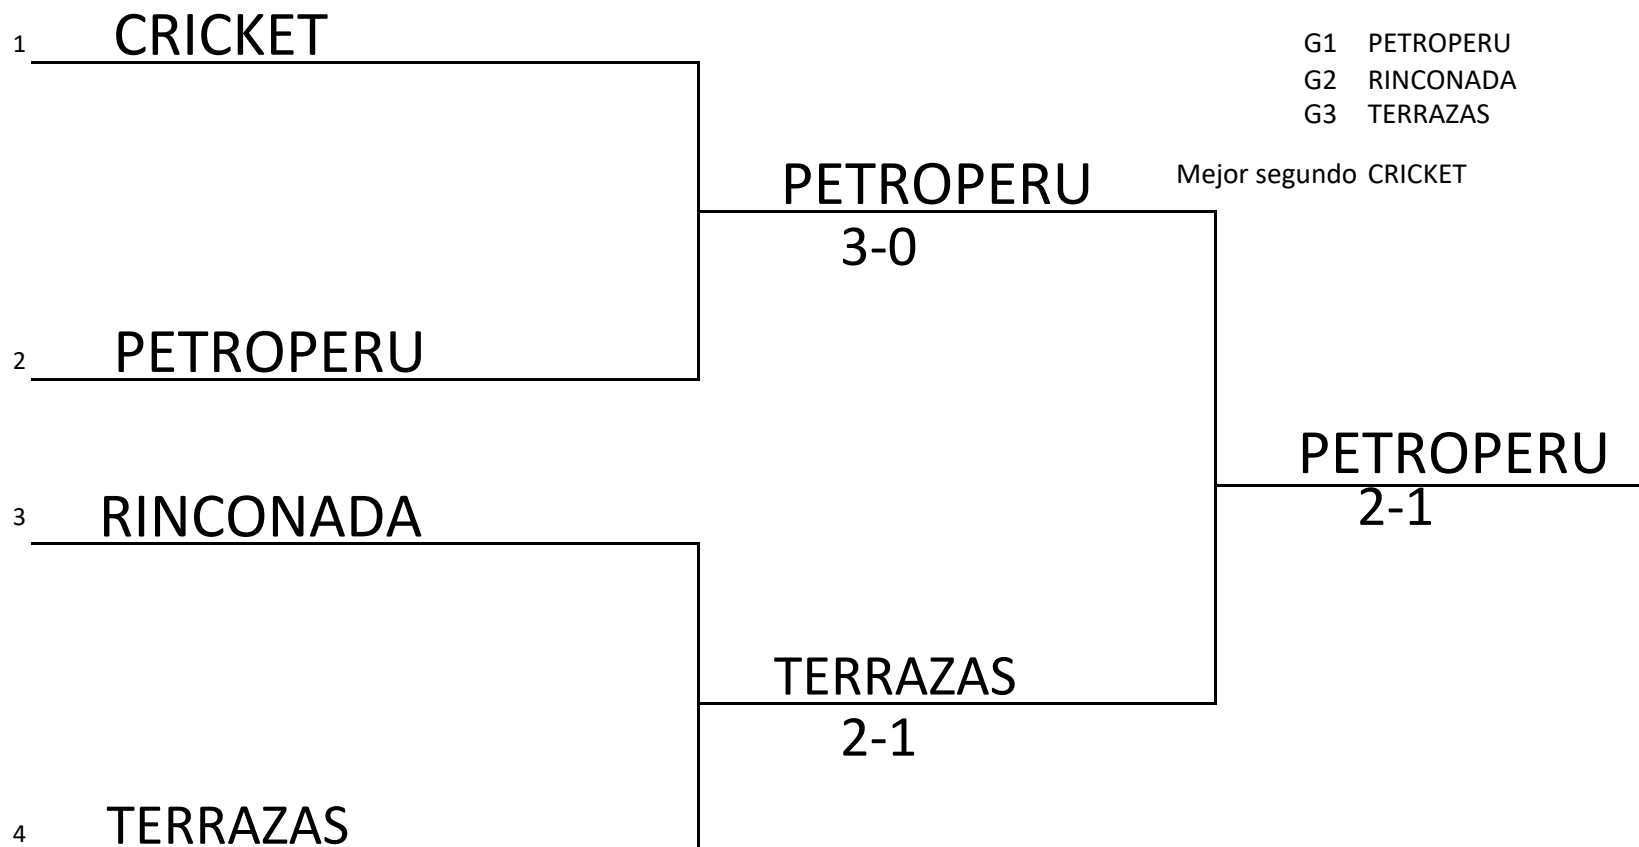 1 CRICKET
G1 PETROPERU
G2 RINCONADA
G3 TERRAZAS
PETROPERU
Mejor segundo CRICKET
3-0
2 PETROPERU
PETROPERU
2-1
3 RINCONADA
TERRAZAS
2-1
4 TERRAZAS